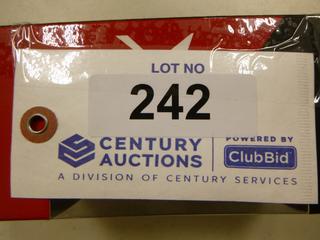 LOT NO
242
CENTURY
AUCTIONS
POWERED BY
ClubBid
A DIVISION OF CENTURY SERVICES